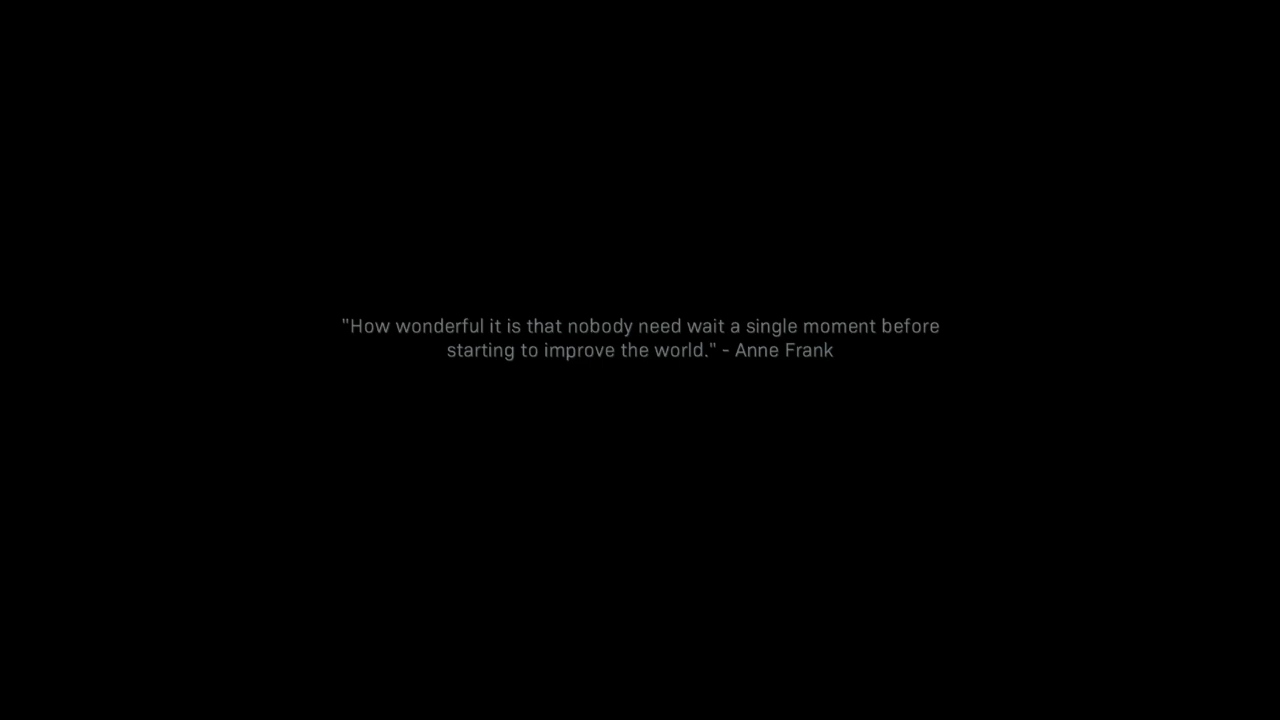 "How wonderful it is that nobody need wait a single moment before
starting to improve the world." - Anne Frank